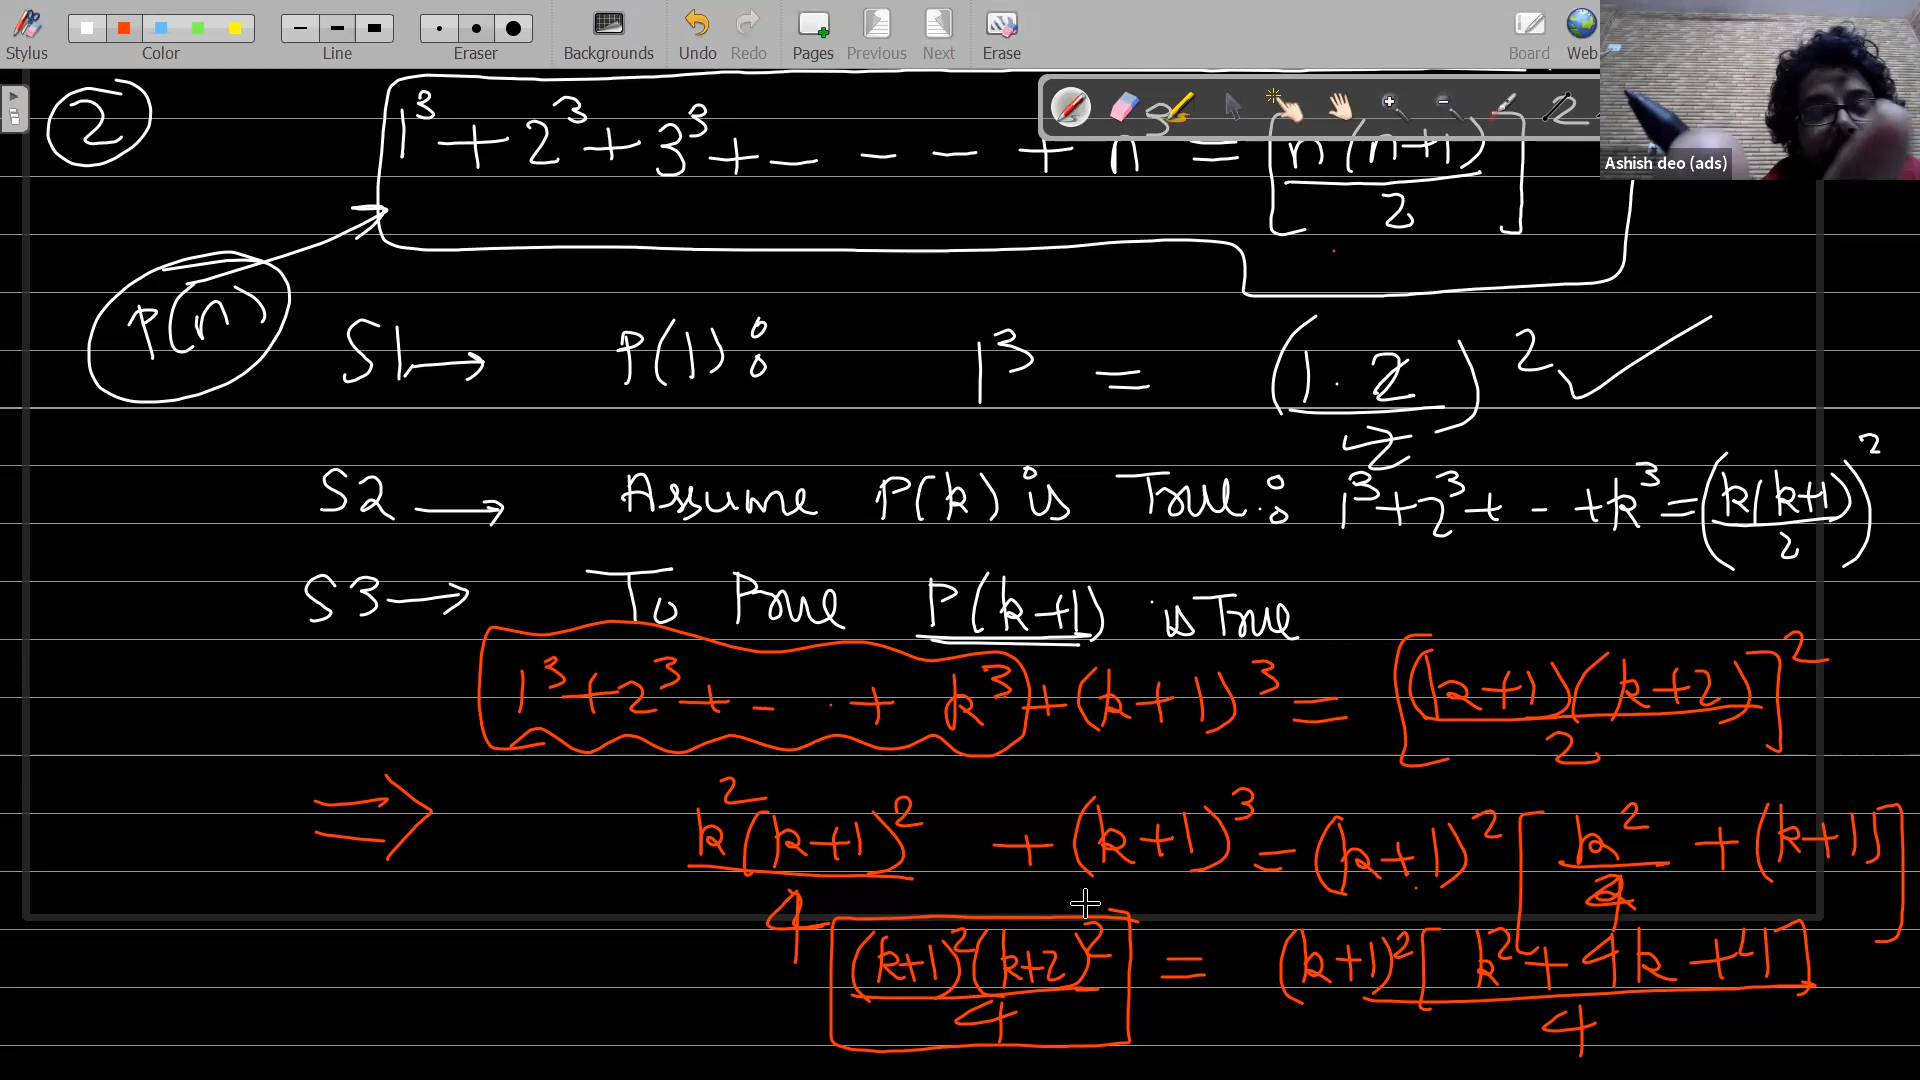 Stylus Color Line Eraser Backgrounds Undo Redo Pages Previous Next Erase Board Web
Ashish deo (ads)
② 1³ + 2³ + 3³ + - - - - + n³ = [n(n+1)/2]²
P(n)
S1 → P(1): 1³ = (1·2/2)² ✓
S2 → Assume P(k) is True: 1³+2³+ - - +k³ = (k(k+1)/2)²
S3 → To Prove P(k+1) is True
1³+2³+ - · + k³ + (k+1)³ = [(k+1)(k+2)/2]²
⇒ k²(k+1)²/4 + (k+1)³ = (k+1)² [k²/4 + (k+1)]
(k+1)²(k+2)²/4 = (k+1)²[k²+4k+4]/4